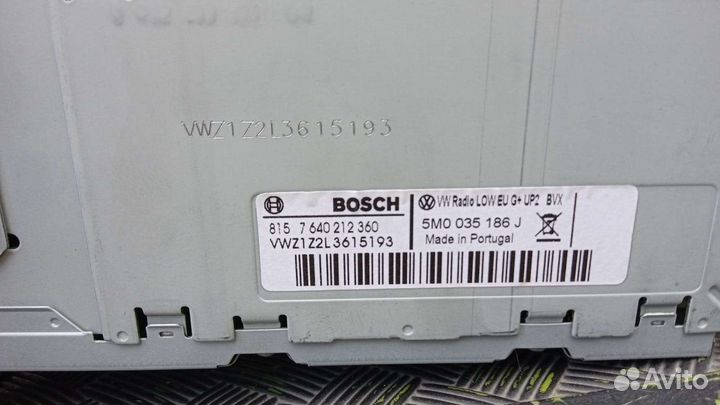 VWZ1Z2L3615193
BOSCH
815 7 640 212 360
VWZ1Z2L3615193
VW Radio LOW EU G+ UP2 BVX
5M0 035 186 J
Made in Portugal
Avito